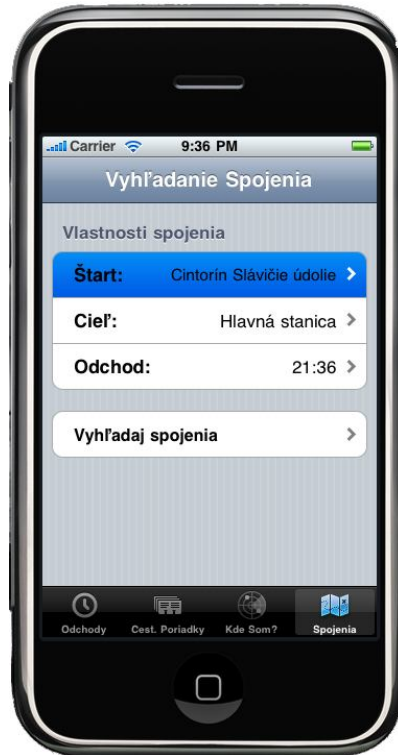 Carrier 9:36 PM
Vyhľadanie Spojenia
Vlastnosti spojenia
Štart: Cintorín Slávičie údolie
Cieľ: Hlavná stanica
Odchod: 21:36
Vyhľadaj spojenia
Odchody Cest. Poriadky Kde Som? Spojenia